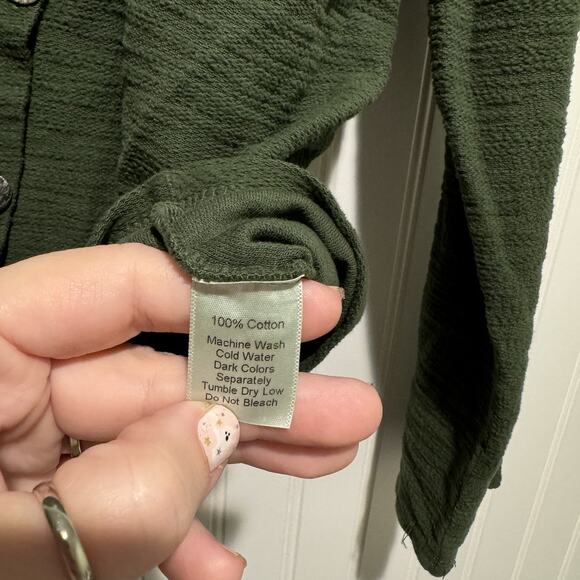 100% Cotton
Machine Wash
Cold Water
Dark Colors
Separately
Tumble Dry Low
Do Not Bleach